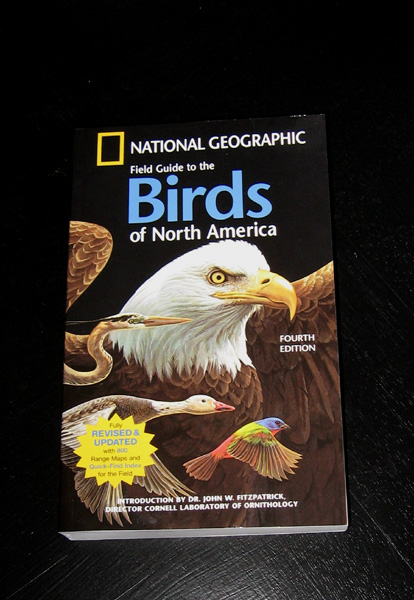 NATIONAL GEOGRAPHIC
Field Guide to the
Birds
of North America
FOURTH
EDITION
Fully
REVISED &
UPDATED
with 800
Range Maps and
Quick-Find Index
for the Field
INTRODUCTION BY DR. JOHN W. FITZPATRICK,
DIRECTOR CORNELL LABORATORY OF ORNITHOLOGY